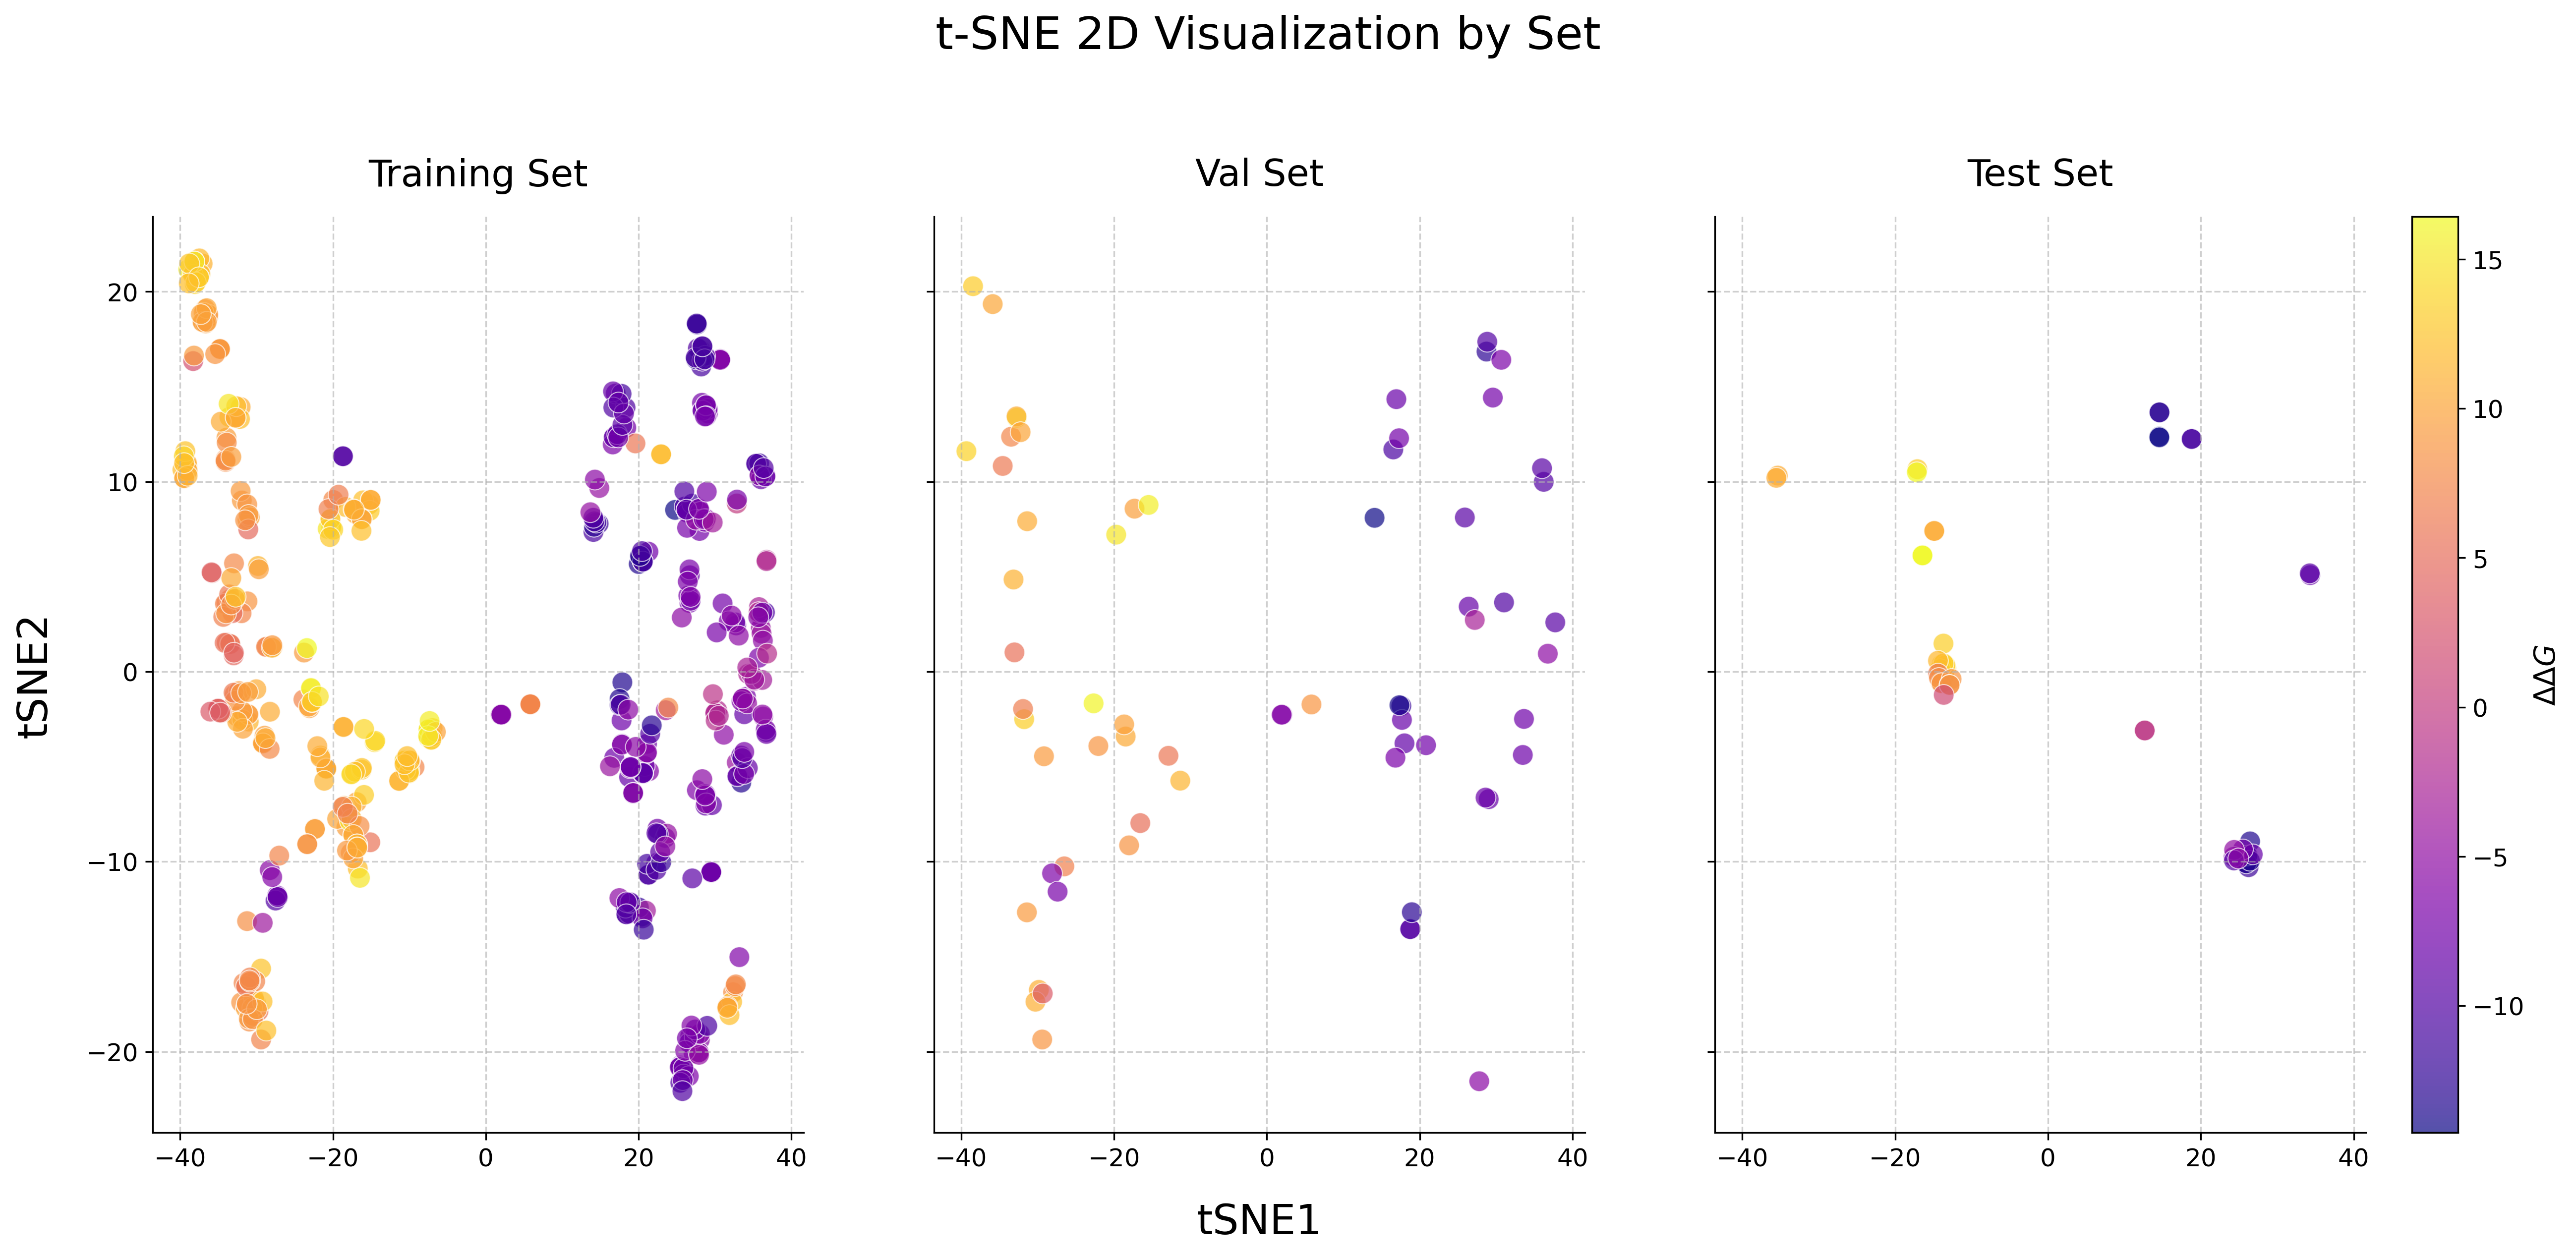 t-SNE 2D Visualization by Set
Training Set
Val Set
Test Set
tSNE2
20
10
0
−10
−20
−40 −20 0 20 40
−40 −20 0 20 40
−40 −20 0 20 40
tSNE1
15
10
5
0
−5
−10
ΔΔG